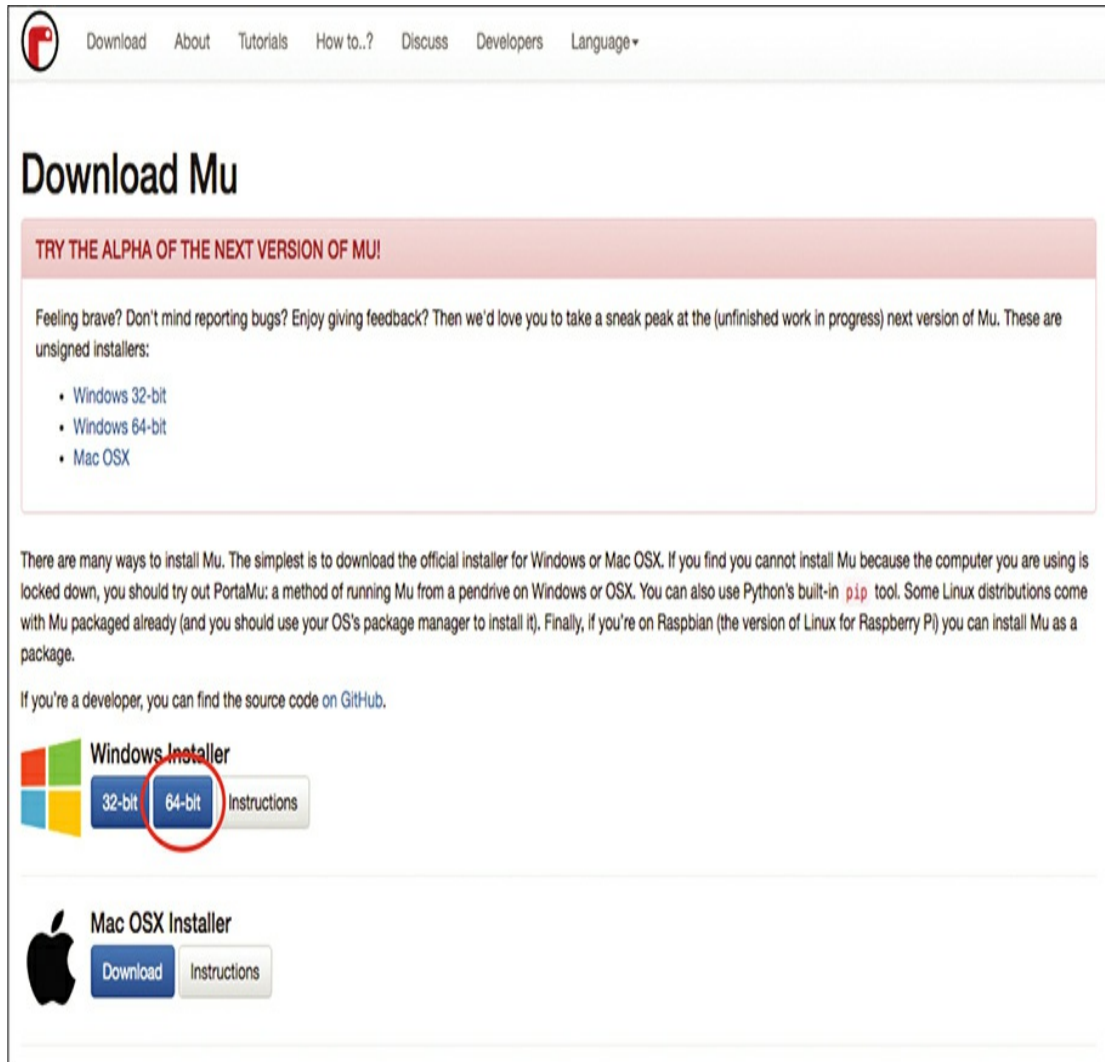 Download About Tutorials How to..? Discuss Developers Language
Download Mu
TRY THE ALPHA OF THE NEXT VERSION OF MU!
Feeling brave? Don't mind reporting bugs? Enjoy giving feedback? Then we'd love you to take a sneak peak at the (unfinished work in progress) next version of Mu. These are
unsigned installers:
• Windows 32-bit
• Windows 64-bit
• Mac OSX
There are many ways to install Mu. The simplest is to download the official installer for Windows or Mac OSX. If you find you cannot install Mu because the computer you are using is
locked down, you should try out PortaMu: a method of running Mu from a pendrive on Windows or OSX. You can also use Python's built-in pip tool. Some Linux distributions come
with Mu packaged already (and you should use your OS's package manager to install it). Finally, if you're on Raspbian (the version of Linux for Raspberry Pi) you can install Mu as a
package.
If you're a developer, you can find the source code on GitHub.
Windows Installer
32-bit 64-bit Instructions
Mac OSX Installer
Download Instructions